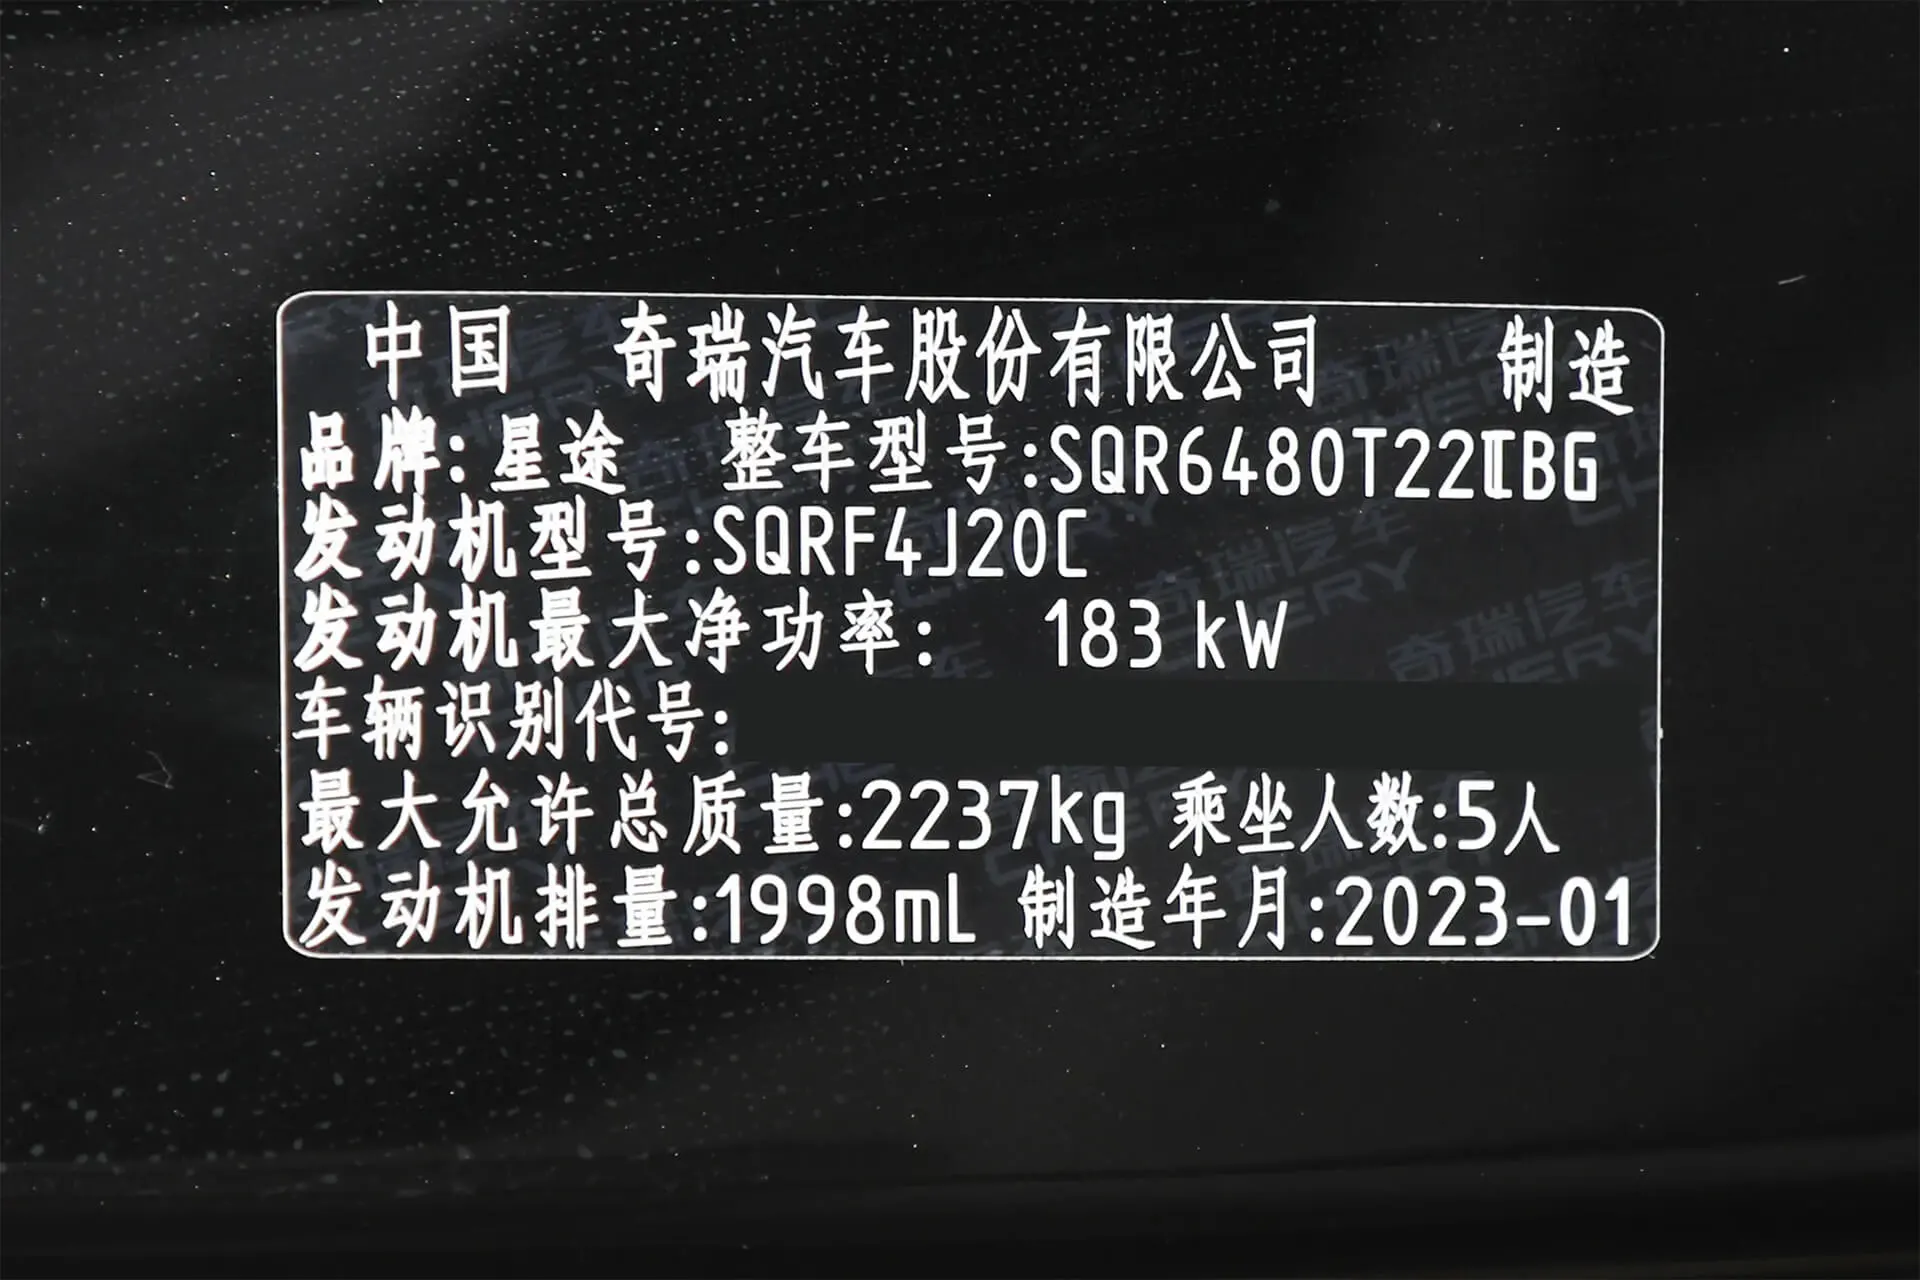 中国 奇瑞汽车股份有限公司 制造
品牌:星途 整车型号:SQR6480T22ⅡCBG
发动机型号:SQRF4J20C
发动机最大净功率: 183 kW
车辆识别代号:
最大允许总质量:2237kg 乘坐人数:5人
发动机排量:1998mL 制造年月:2023-01